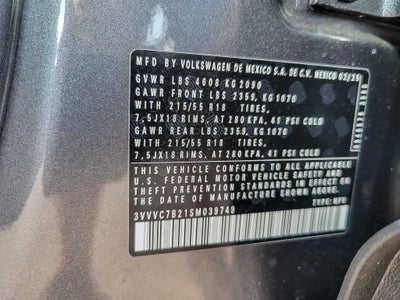 MFD BY VOLKSWAGEN DE MEXICO S.A. DE C.V. MEXICO 02/25
GVWR LBS 4608 KG 2090
GAWR FRONT LBS 2359, KG 1070
WITH 215/55 R18 TIRES,
7,5JX18 RIMS, AT 280 KPA, 41 PSI COLD
GAWR REAR LBS 2359, KG 1070
WITH 215/55 R18 TIRES,
7,5JX18 RIMS, AT 280 KPA, 41 PSI COLD
THIS VEHICLE CONFORMS TO ALL APPLICABLE
U.S. FEDERAL MOTOR VEHICLE SAFETY AND
THEFT PREVENTION STANDARDS IN EFFECT
ON THE DATE OF MANUFACTURE SHOWN ABOVE.
3VVVC7B21SM039749 TYPE: MPV